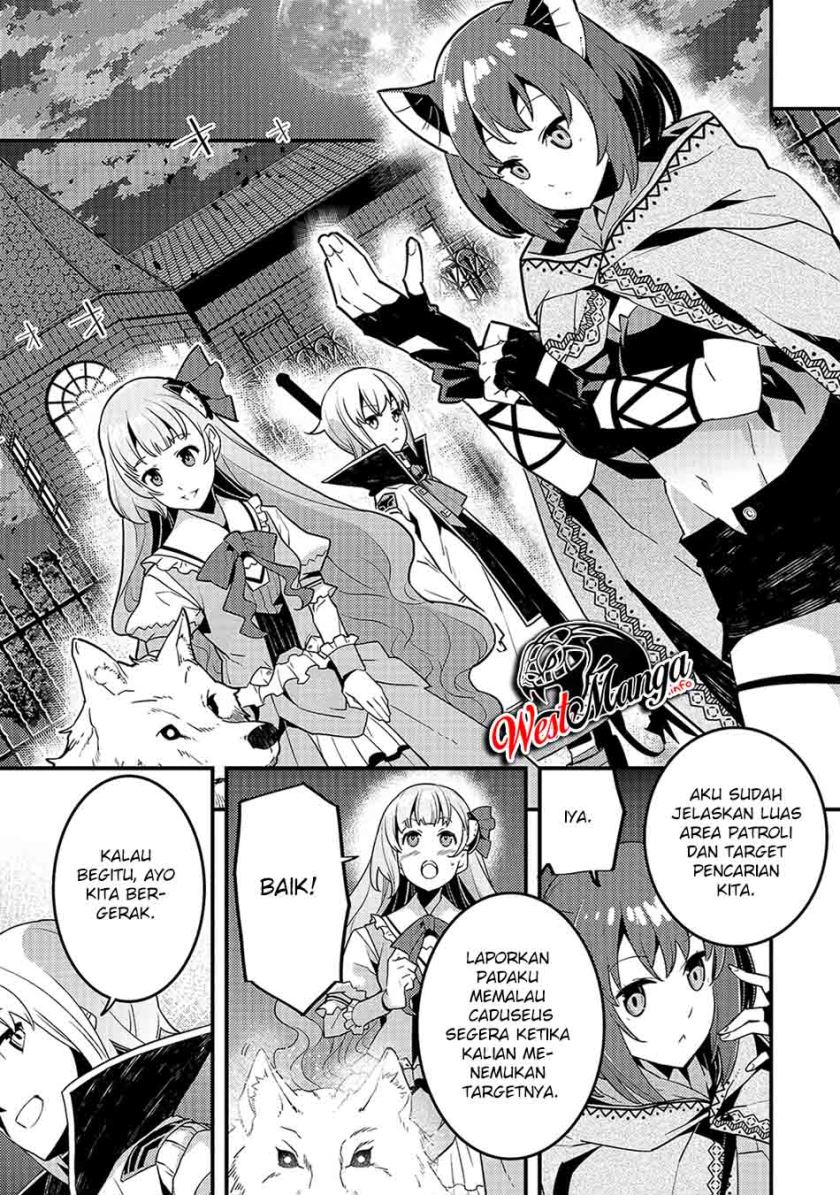 WestManga
.info
AKU SUDAH
JELASKAN LUAS
AREA PATROLI
DAN TARGET
PENCARIAN
KITA.
IYA.
LAPORKAN
PADAKU
MEMALAU
CADUSEUS
SEGERA KETIKA
KALIAN ME-
NEMUKAN
TARGETNYA.
BAIK!
KALAU
BEGITU, AYO
KITA BER-
GERAK.